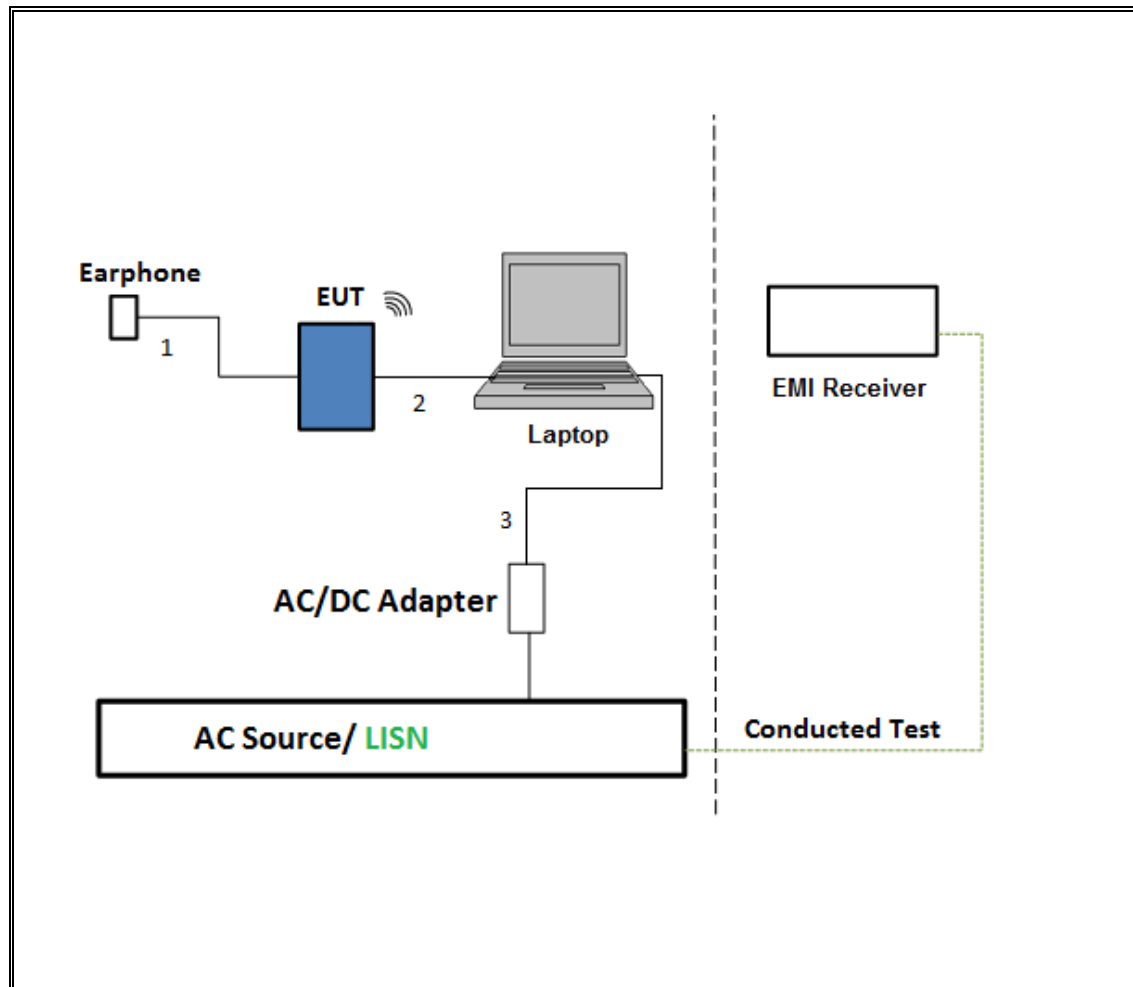 Earphone
EUT
1
2
Laptop
EMI Receiver
3
AC/DC Adapter
AC Source/ LISN
Conducted Test